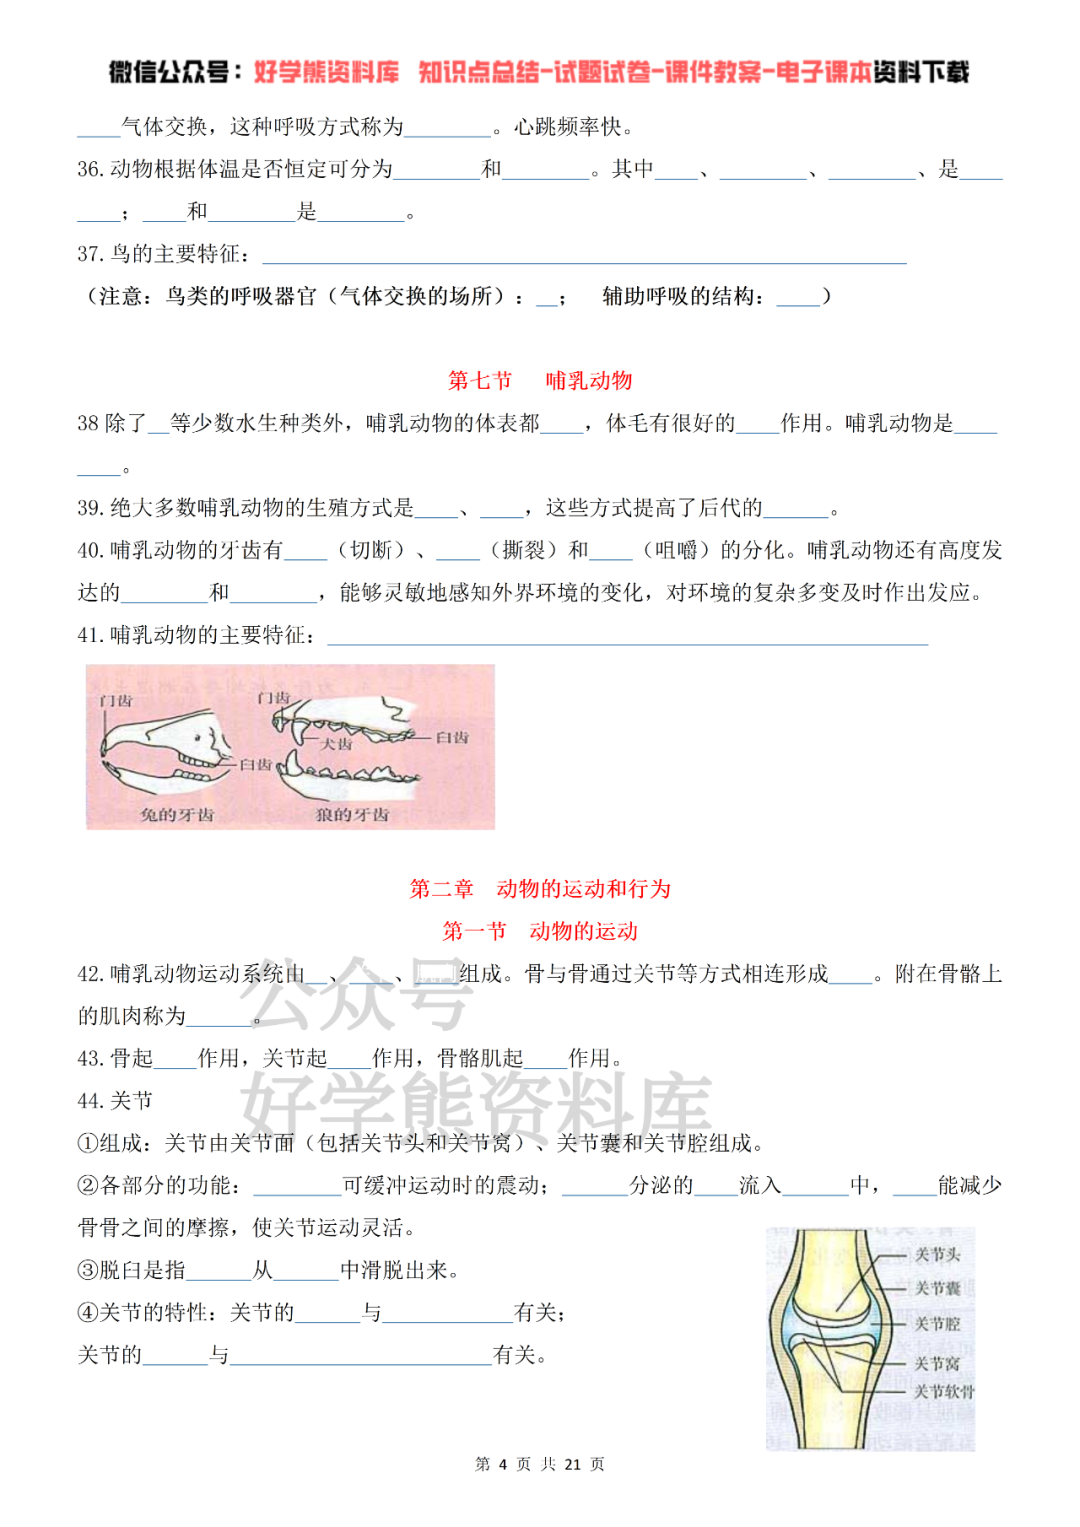 微信公众号：好学熊资料库 知识点总结-试题试卷-课件教案-电子课本资料下载
____气体交换，这种呼吸方式称为________。心跳频率快。
36.动物根据体温是否恒定可分为________和________。其中____、________、________、是____
____；____和________是________。
37.鸟的主要特征：____________________________________________________________
（注意：鸟类的呼吸器官（气体交换的场所）：__； 辅助呼吸的结构：____）
第七节 哺乳动物
38除了__等少数水生种类外，哺乳动物的体表都____，体毛有很好的____作用。哺乳动物是____
____。
39.绝大多数哺乳动物的生殖方式是____、____，这些方式提高了后代的______。
40.哺乳动物的牙齿有____（切断）、____（撕裂）和____（咀嚼）的分化。哺乳动物还有高度发
达的________和________，能够灵敏地感知外界环境的变化，对环境的复杂多变及时作出发应。
41.哺乳动物的主要特征：________________________________________________________
门齿 门齿
犬齿 臼齿
臼齿
兔的牙齿 狼的牙齿
第二章 动物的运动和行为
第一节 动物的运动
42.哺乳动物运动系统由__、____、____组成。骨与骨通过关节等方式相连形成____。附在骨骼上
的肌肉称为______。
公众号
43.骨起____作用，关节起____作用，骨骼肌起____作用。
44.关节
好学熊资料库
①组成：关节由关节面（包括关节头和关节窝）、关节囊和关节腔组成。
②各部分的功能：________可缓冲运动时的震动；______分泌的____流入______中，____能减少
骨骨之间的摩擦，使关节运动灵活。
③脱臼是指______从______中滑脱出来。
④关节的特性：关节的______与____________有关；
关节的______与________________________有关。
关节头
关节囊
关节腔
关节窝
关节软骨
第 4 页 共 21 页